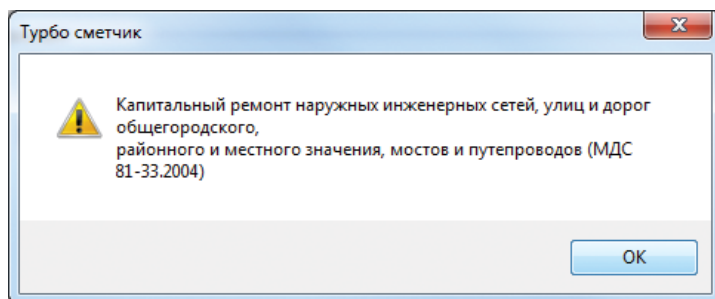 Турбо сметчик
Капитальный ремонт наружных инженерных сетей, улиц и дорог
общегородского,
районного и местного значения, мостов и путепроводов (МДС
81-33.2004)
OK